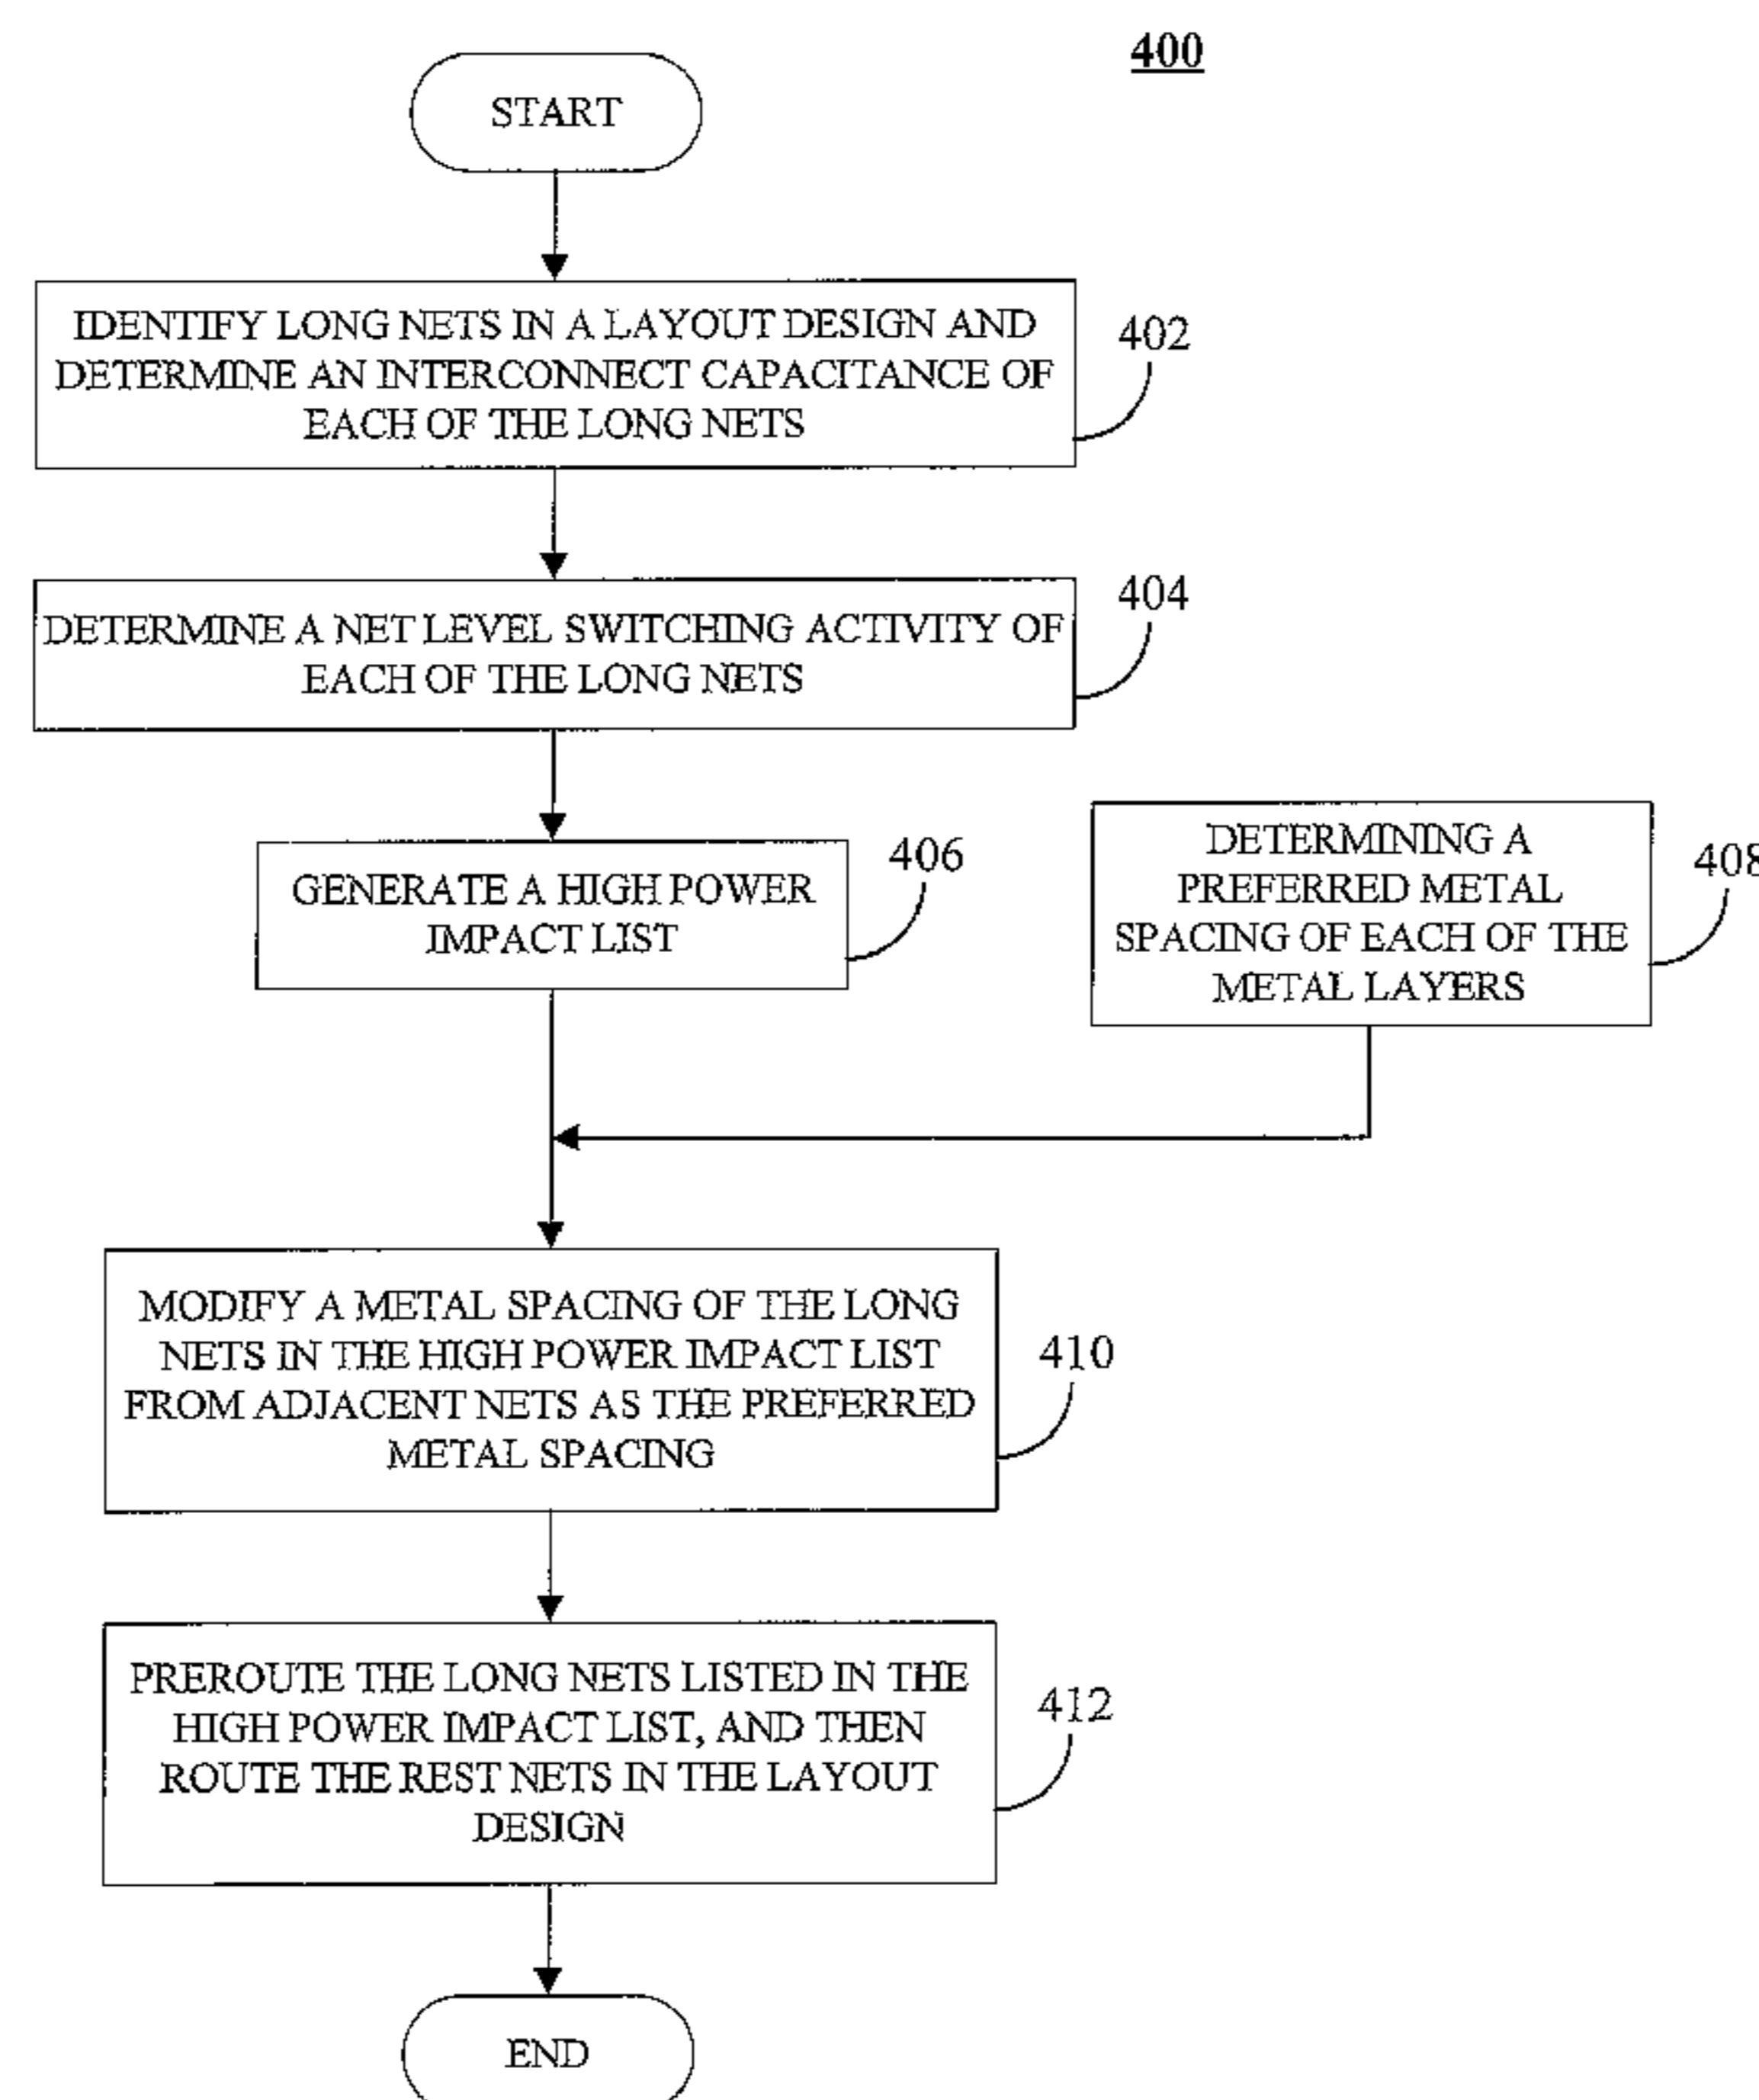 400
START
IDENTIFY LONG NETS IN A LAYOUT DESIGN AND
DETERMINE AN INTERCONNECT CAPACITANCE OF
EACH OF THE LONG NETS
402
DETERMINE A NET LEVEL SWITCHING ACTIVITY OF
EACH OF THE LONG NETS
404
GENERATE A HIGH POWER
IMPACT LIST
406
DETERMINING A
PREFERRED METAL
SPACING OF EACH OF THE
METAL LAYERS
408
MODIFY A METAL SPACING OF THE LONG
NETS IN THE HIGH POWER IMPACT LIST
FROM ADJACENT NETS AS THE PREFERRED
METAL SPACING
410
PREROUTE THE LONG NETS LISTED IN THE
HIGH POWER IMPACT LIST, AND THEN
ROUTE THE REST NETS IN THE LAYOUT
DESIGN
412
END